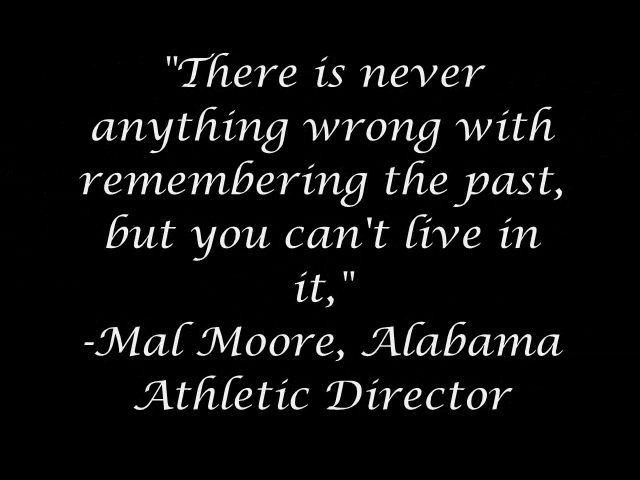 "There is never
anything wrong with
remembering the past,
but you can't live in
it,"
-Mal Moore, Alabama
Athletic Director